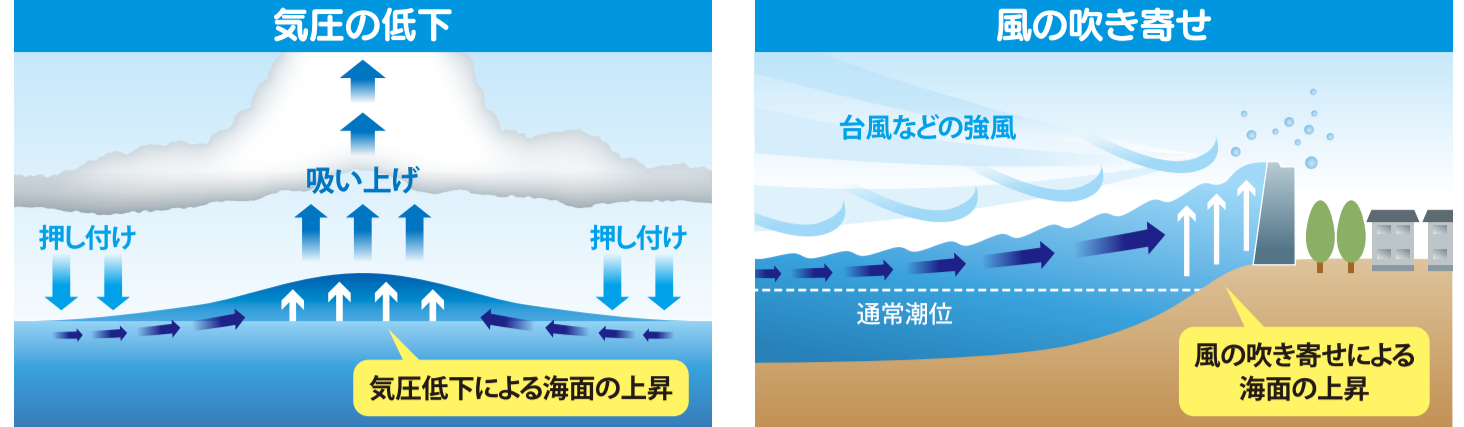 気圧の低下
吸い上げ
押し付け
押し付け
気圧低下による海面の上昇
風の吹き寄せ
台風などの強風
通常潮位
風の吹き寄せによる
海面の上昇